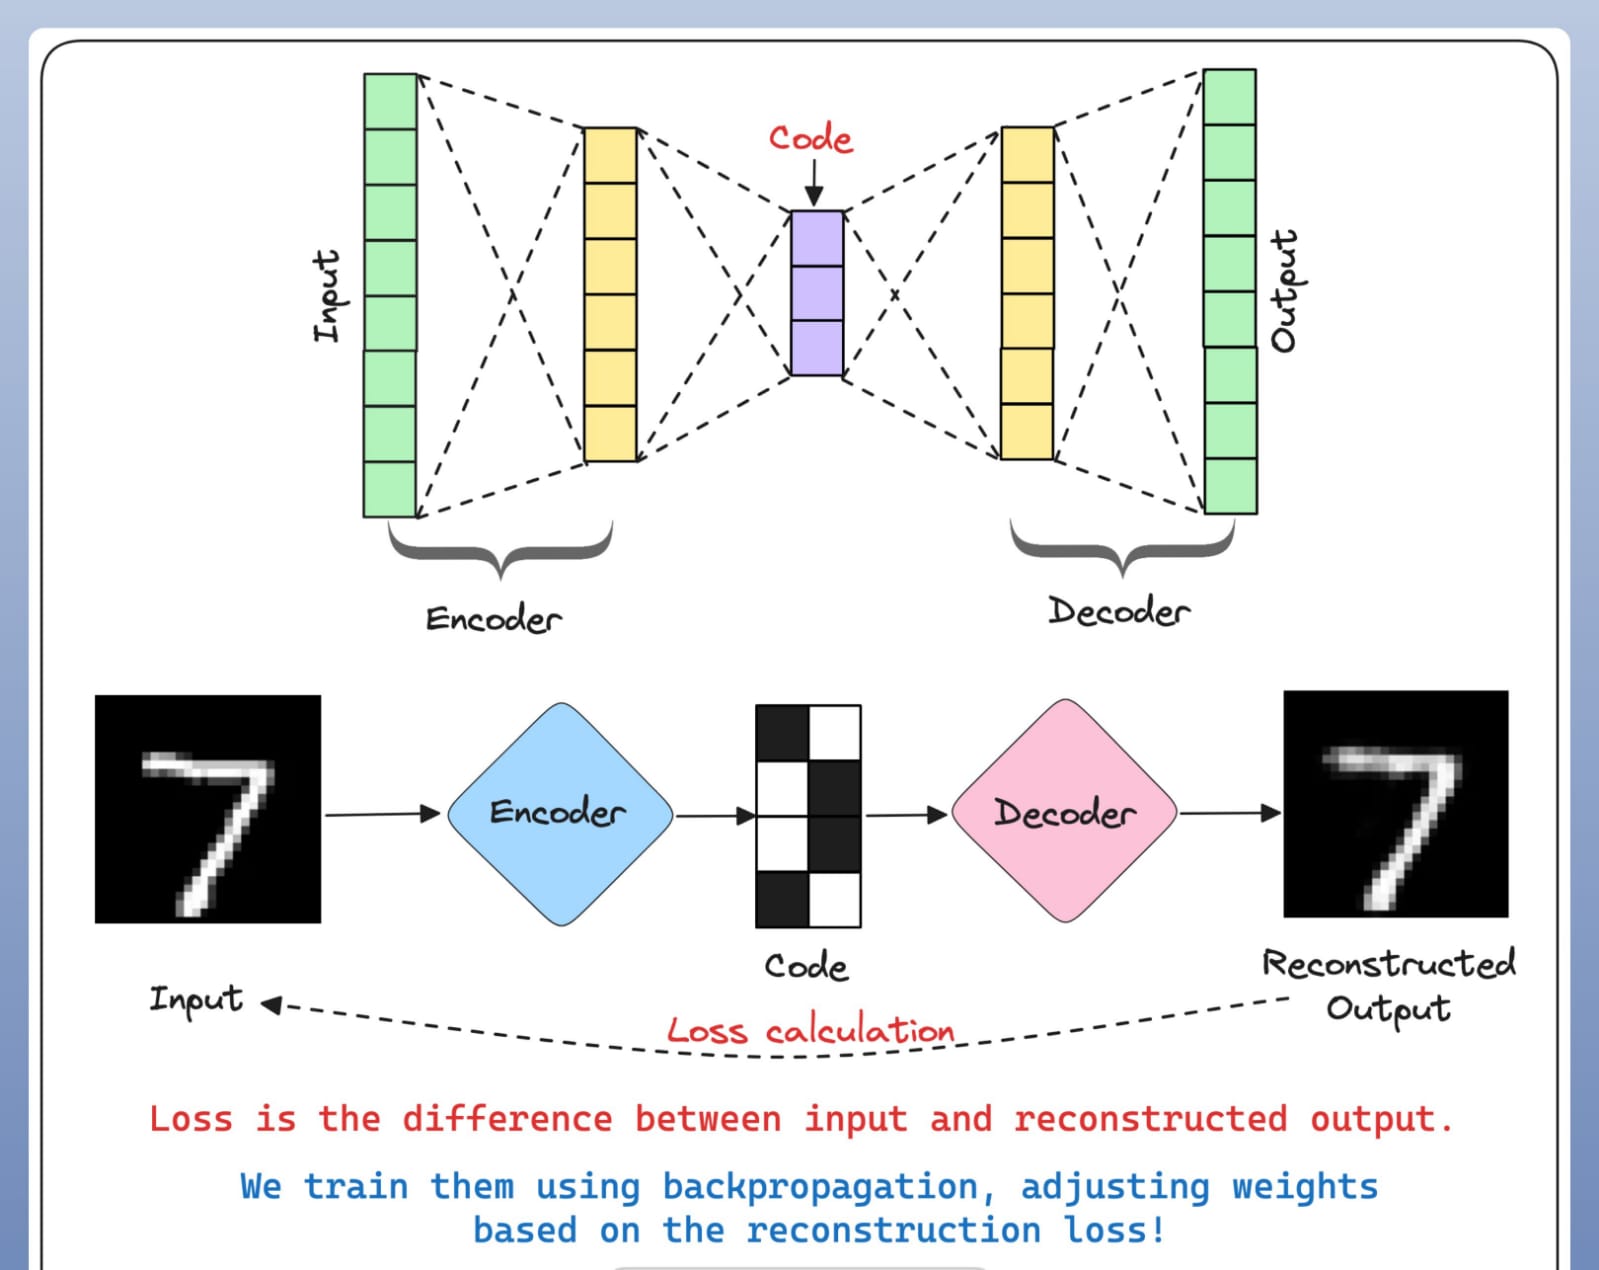 Code
Input
Output
Encoder
Decoder
Encoder
Decoder
Code
Input
Reconstructed
Output
Loss calculation
Loss is the difference between input and reconstructed output.
We train them using backpropagation, adjusting weights
based on the reconstruction loss!